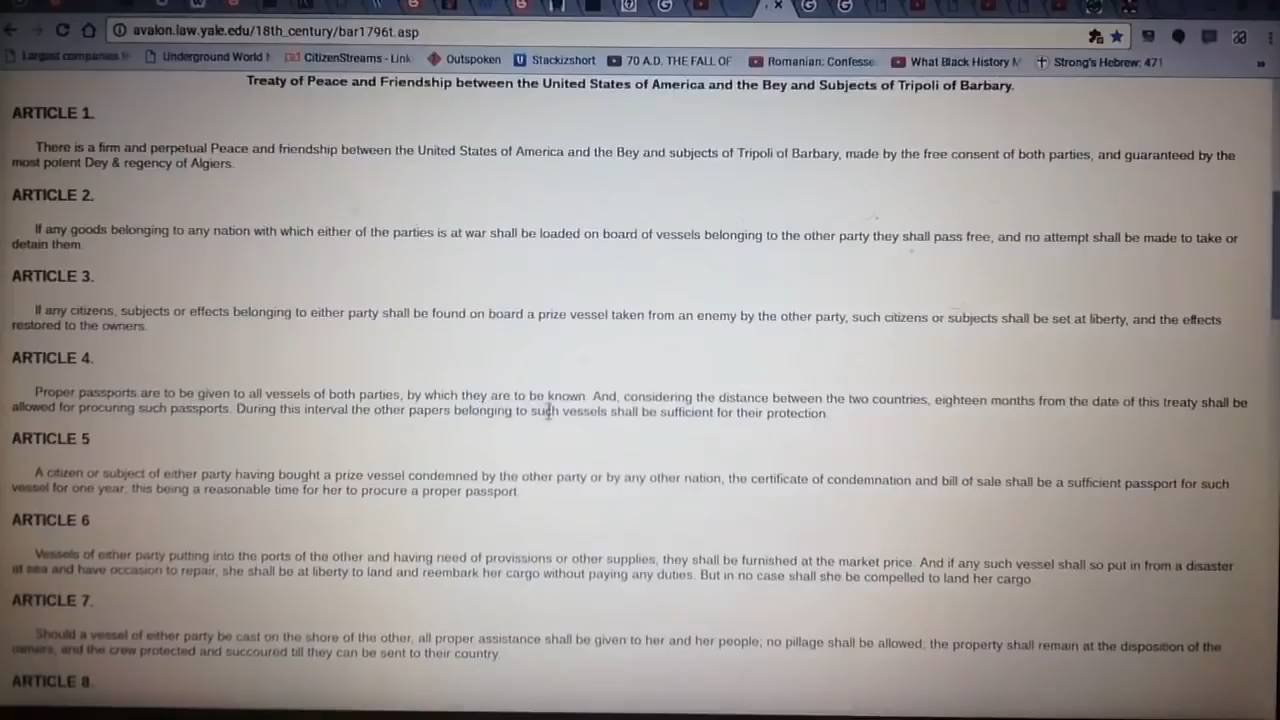 avalon.law.yale.edu/18th_century/bar1796t.asp
Largest companies Underground World CitizenStreams - Link Outspoken Stackizshort 70 A.D. THE FALL OF Romanian: Confesse What Black History M Strong's Hebrew: 471 »
Treaty of Peace and Friendship between the United States of America and the Bey and Subjects of Tripoli of Barbary.
ARTICLE 1.
There is a firm and perpetual Peace and friendship between the United States of America and the Bey and subjects of Tripoli of Barbary, made by the free consent of both parties, and guaranteed by the
most potent Dey & regency of Algiers.
ARTICLE 2.
If any goods belonging to any nation with which either of the parties is at war shall be loaded on board of vessels belonging to the other party they shall pass free, and no attempt shall be made to take or
detain them.
ARTICLE 3.
If any citizens, subjects or effects belonging to either party shall be found on board a prize vessel taken from an enemy by the other party, such citizens or subjects shall be set at liberty, and the effects
restored to the owners.
ARTICLE 4.
Proper passports are to be given to all vessels of both parties, by which they are to be known. And, considering the distance between the two countries, eighteen months from the date of this treaty shall be
allowed for procuring such passports. During this interval the other papers belonging to such vessels shall be sufficient for their protection.
ARTICLE 5
A citizen or subject of either party having bought a prize vessel condemned by the other party or by any other nation, the certificate of condemnation and bill of sale shall be a sufficient passport for such
vessel for one year; this being a reasonable time for her to procure a proper passport.
ARTICLE 6
Vessels of either party putting into the ports of the other and having need of provissions or other supplies, they shall be furnished at the market price. And if any such vessel shall so put in from a disaster
at sea and have occasion to repair, she shall be at liberty to land and reembark her cargo without paying any duties. But in no case shall she be compelled to land her cargo.
ARTICLE 7.
Should a vessel of either party be cast on the shore of the other, all proper assistance shall be given to her and her people; no pillage shall be allowed; the property shall remain at the disposition of the
owners, and the crew protected and succoured till they can be sent to their country.
ARTICLE 8.